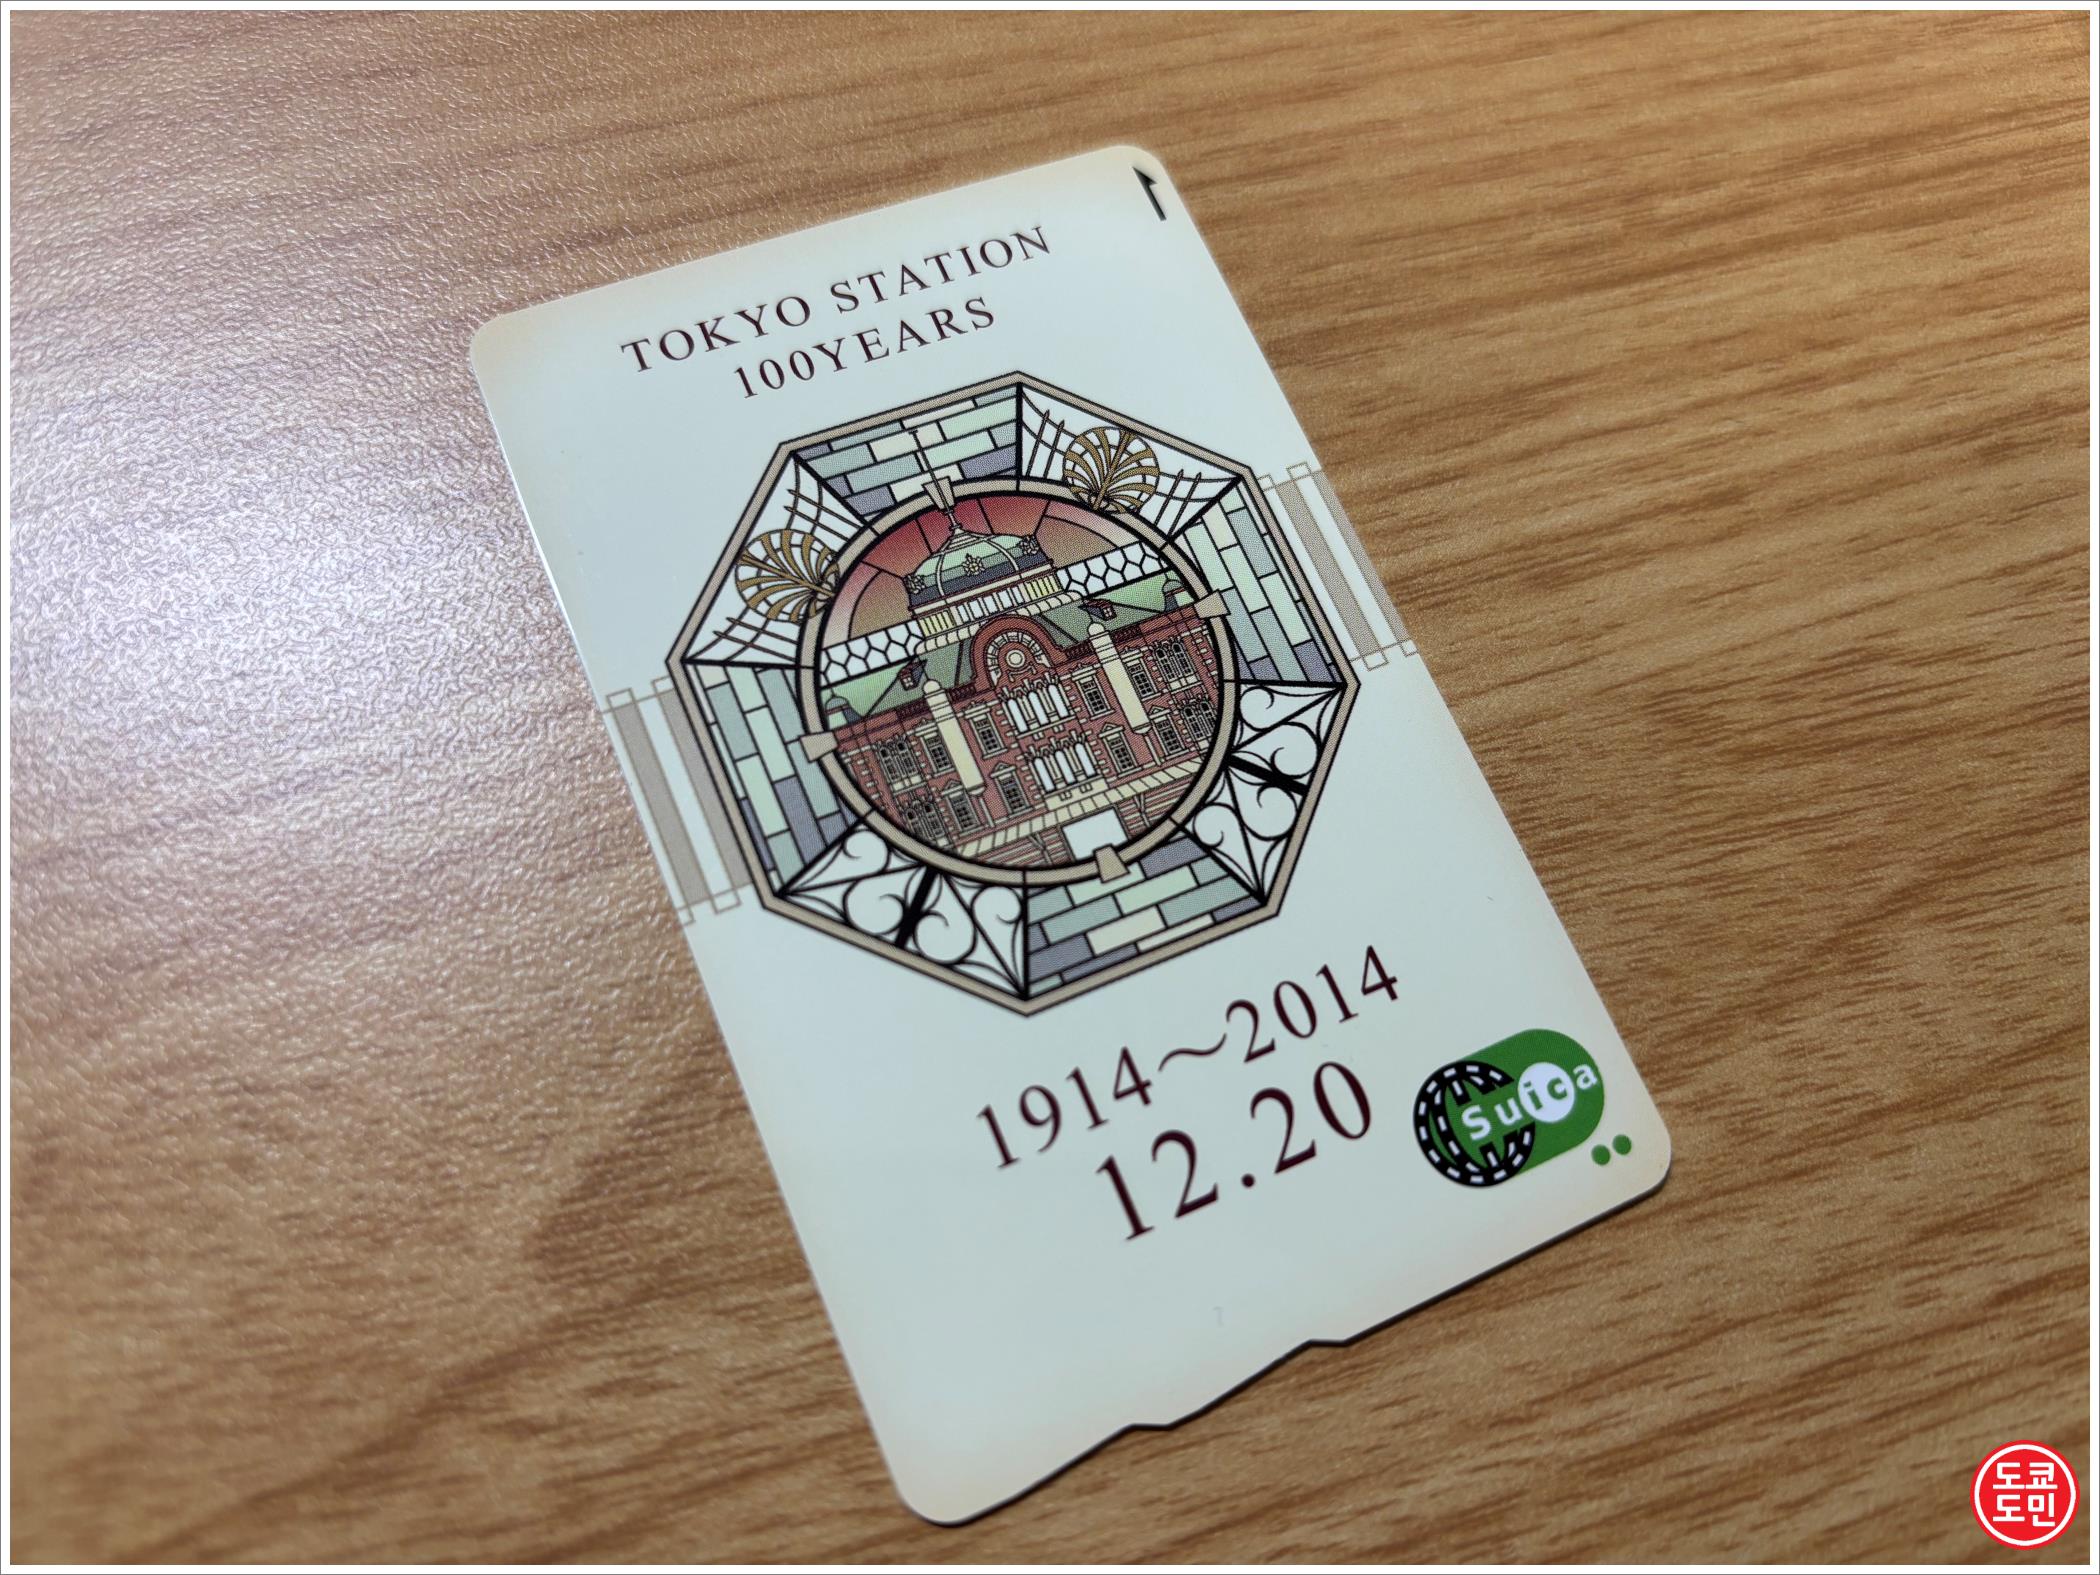 TOKYO STATION
100YEARS
1914～2014
12.20
Suica
도쿄
도민